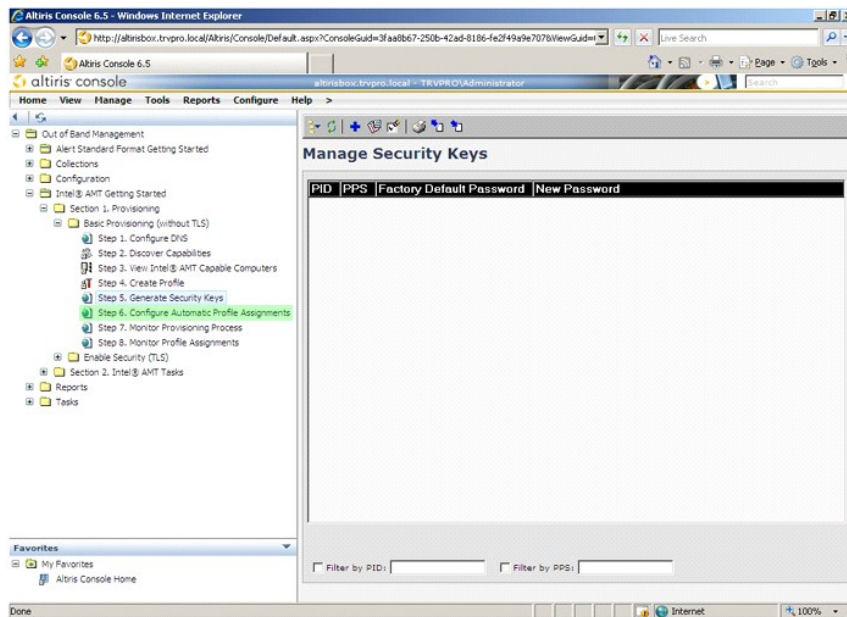 Altiris Console 6.5 - Windows Internet Explorer
http://altirisbox.trvpro.local/Altiris/Console/Default.aspx?ConsoleGuid=3faa8b67-250b-42ad-8186-fe2f49a9e707&ViewGuid=
Live Search
Altiris Console 6.5
Page
Tools
altiris console
altirisbox.trvpro.local - TRVPRO\Administrator
Search
Home View Manage Tools Reports Configure Help >
Out of Band Management
Alert Standard Format Getting Started
Collections
Configuration
Intel® AMT Getting Started
Section 1. Provisioning
Basic Provisioning (without TLS)
Step 1. Configure DNS
Step 2. Discover Capabilities
Step 3. View Intel® AMT Capable Computers
Step 4. Create Profile
Step 5. Generate Security Keys
Step 6. Configure Automatic Profile Assignments
Step 7. Monitor Provisioning Process
Step 8. Monitor Profile Assignments
Enable Security (TLS)
Section 2. Intel® AMT Tasks
Reports
Tasks
Manage Security Keys
PID PPS Factory Default Password New Password
Filter by PID:
Filter by PPS:
Favorites
My Favorites
Altiris Console Home
Done
Internet
100%